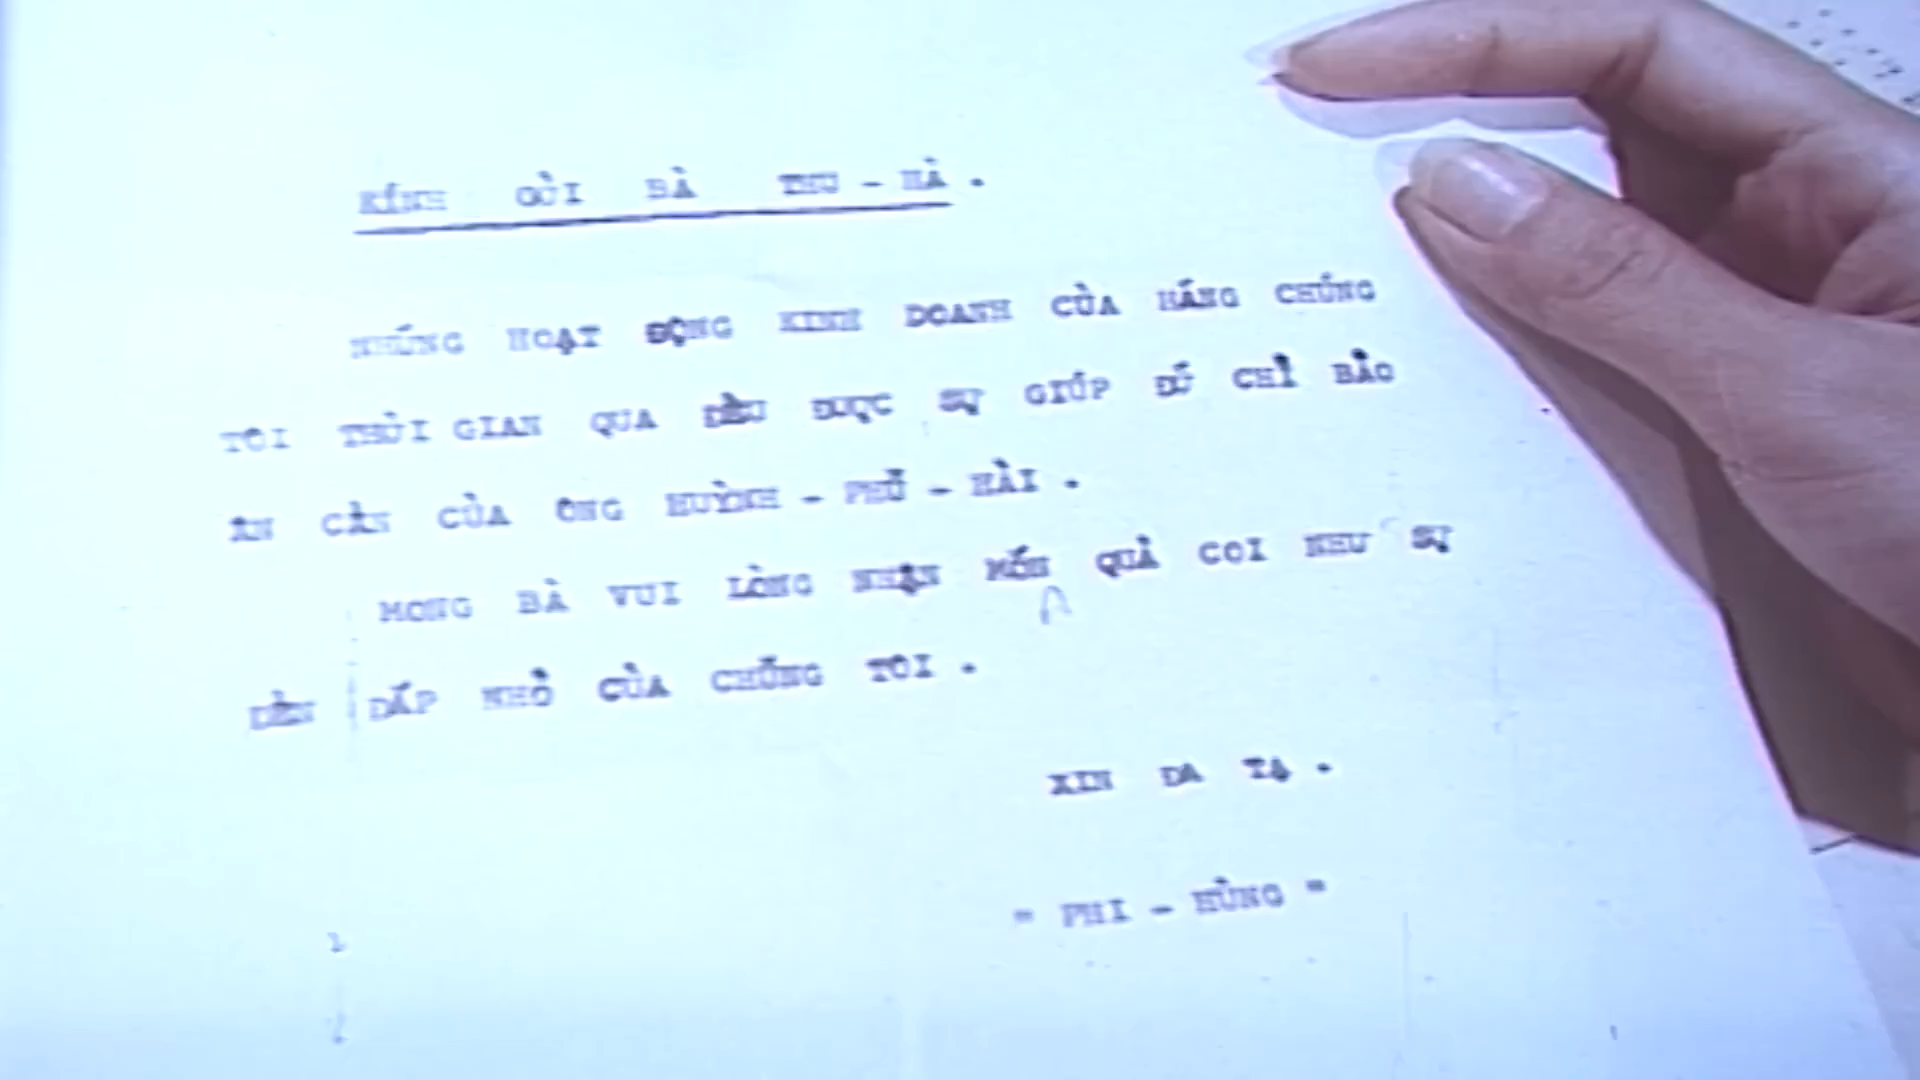 KÍNH GỬI BÀ THU - HÀ .
NHỮNG HOẠT ĐỘNG KINH DOANH CỦA HÃNG CHÚNG
TÔI THỜI GIAN QUA ĐỀU ĐƯỢC SỰ GIÚP ĐỠ CHỈ BẢO
ÂN CẦN CỦA ÔNG HUỲNH - PHÚ - HẢI .
MONG BÀ VUI LÒNG NHẬN MÓN QUÀ COI NHƯ SỰ
ĐỀN ĐÁP NHỎ CỦA CHÚNG TÔI .
XIN ĐA TẠ .
" PHI - HÙNG "